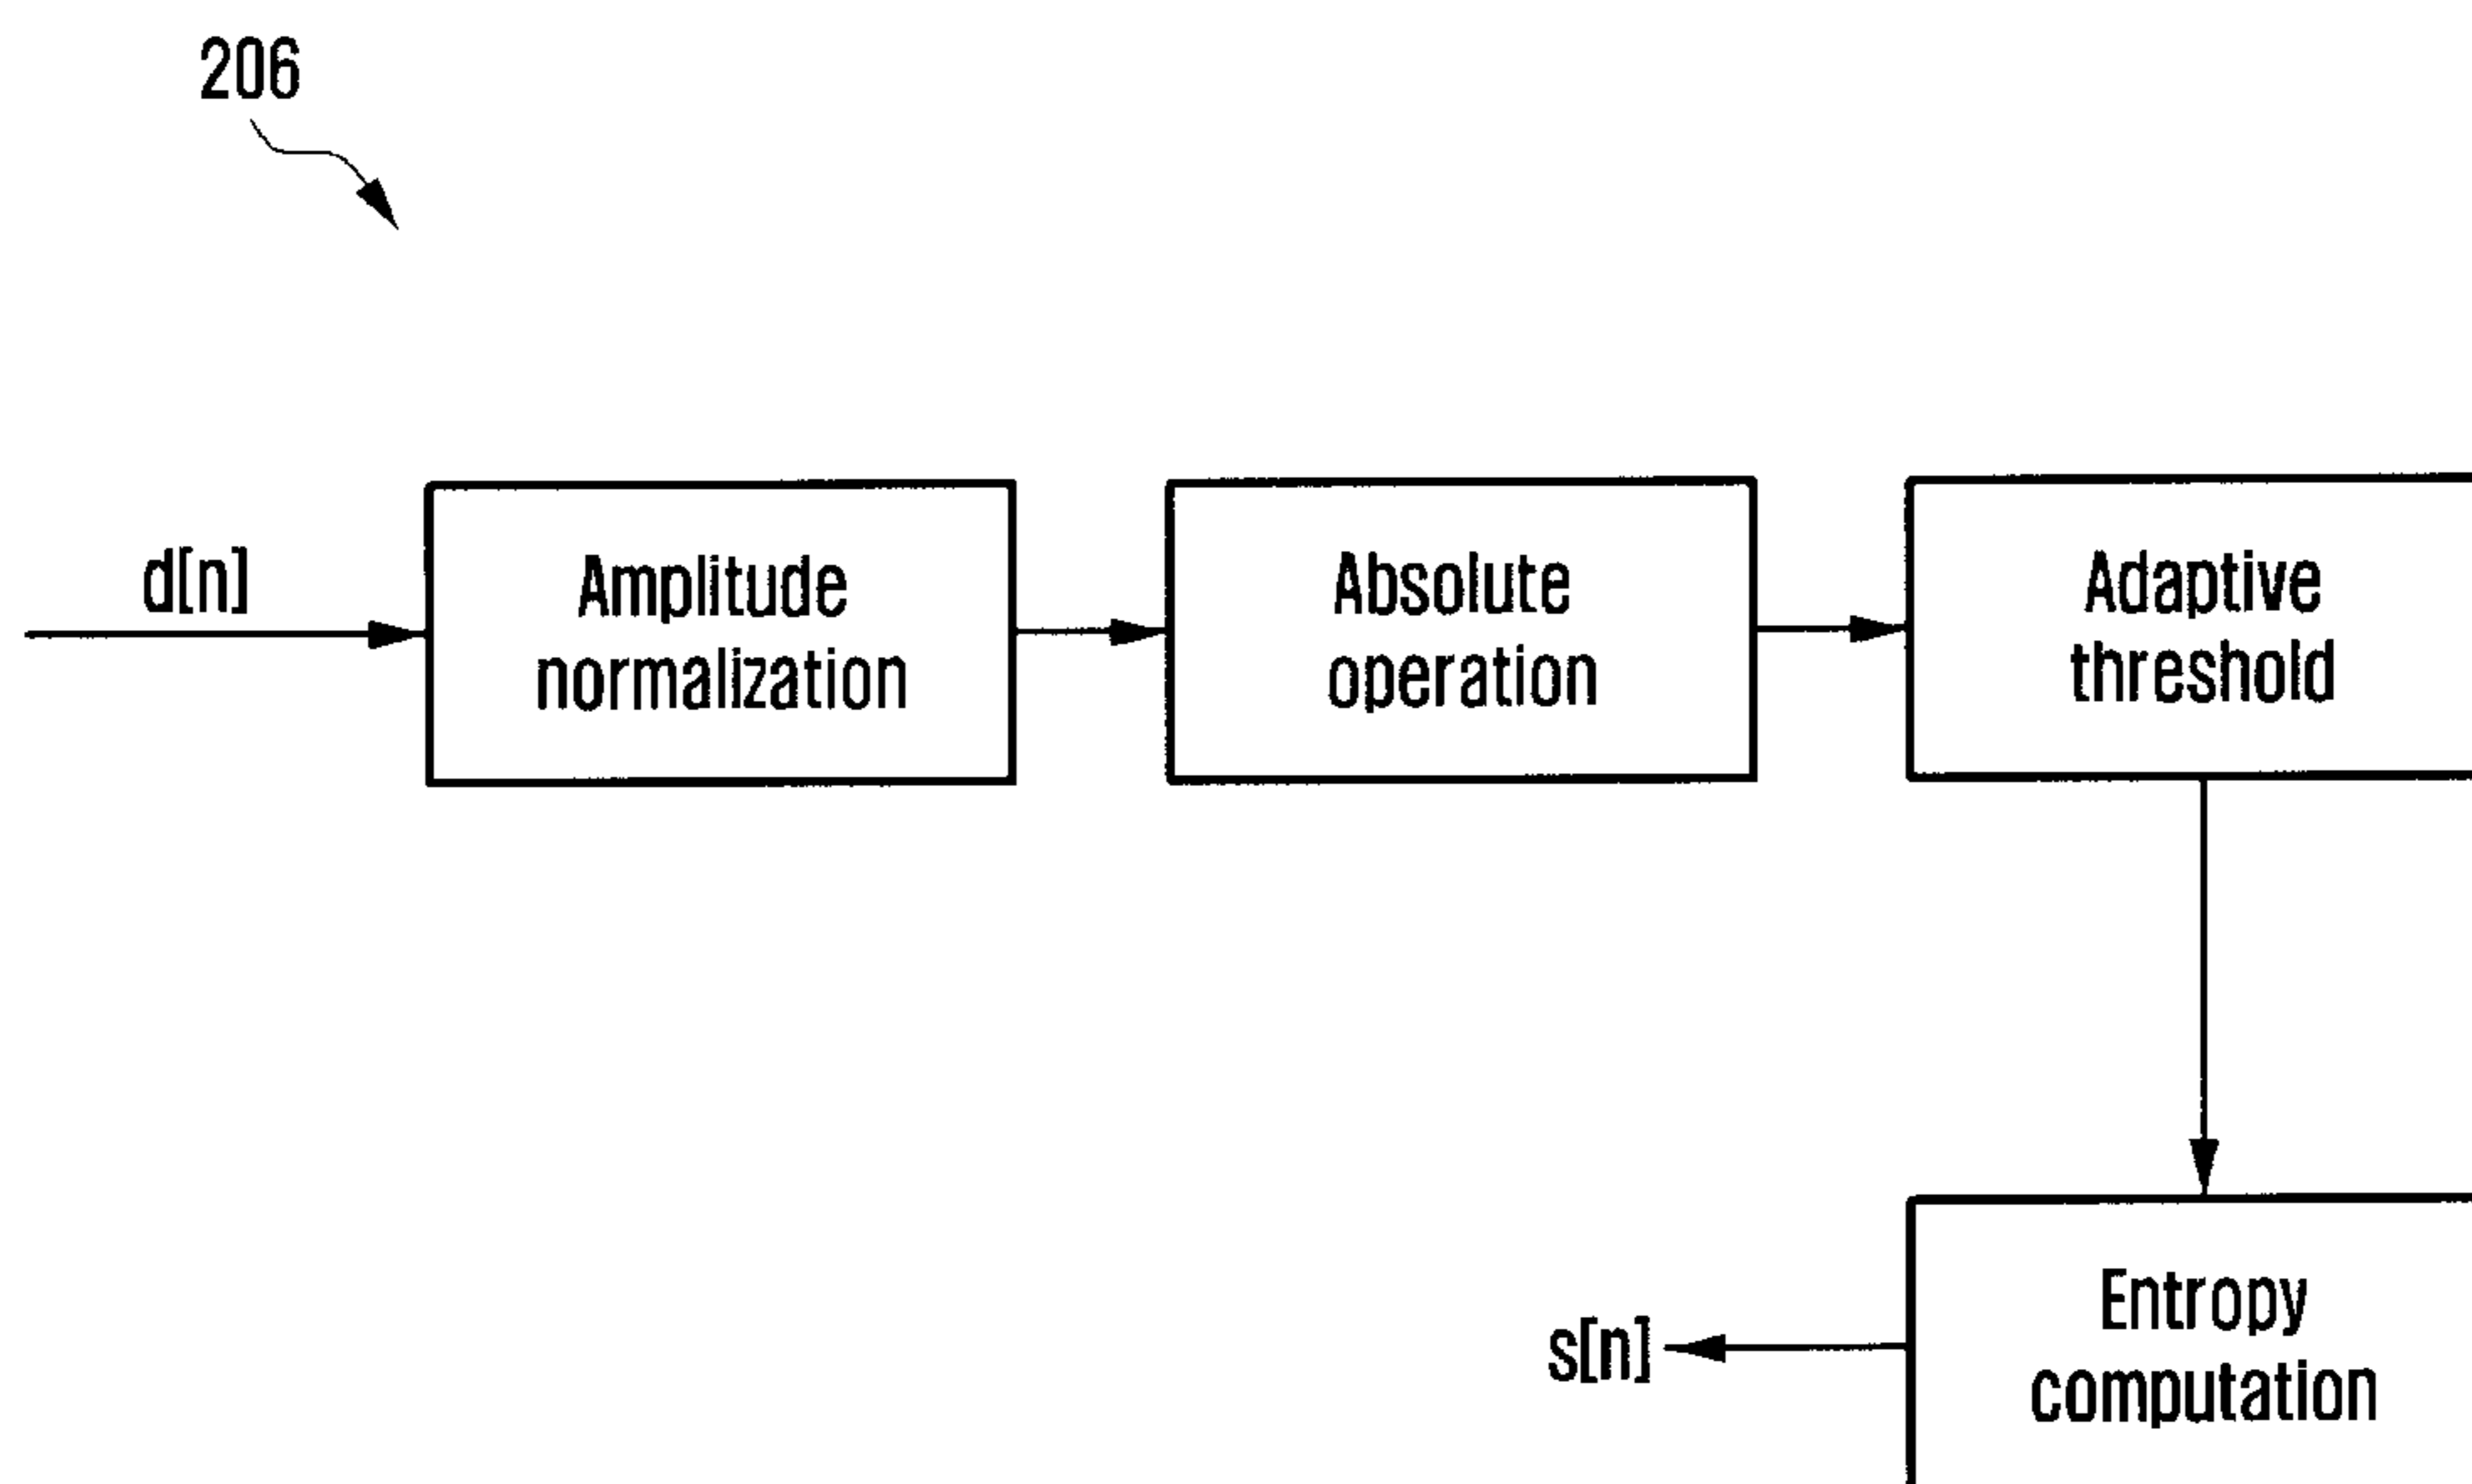 206
d[n]
Amplitude
normalization
Absolute
operation
Adaptive
threshold
s[n]
Entropy
computation